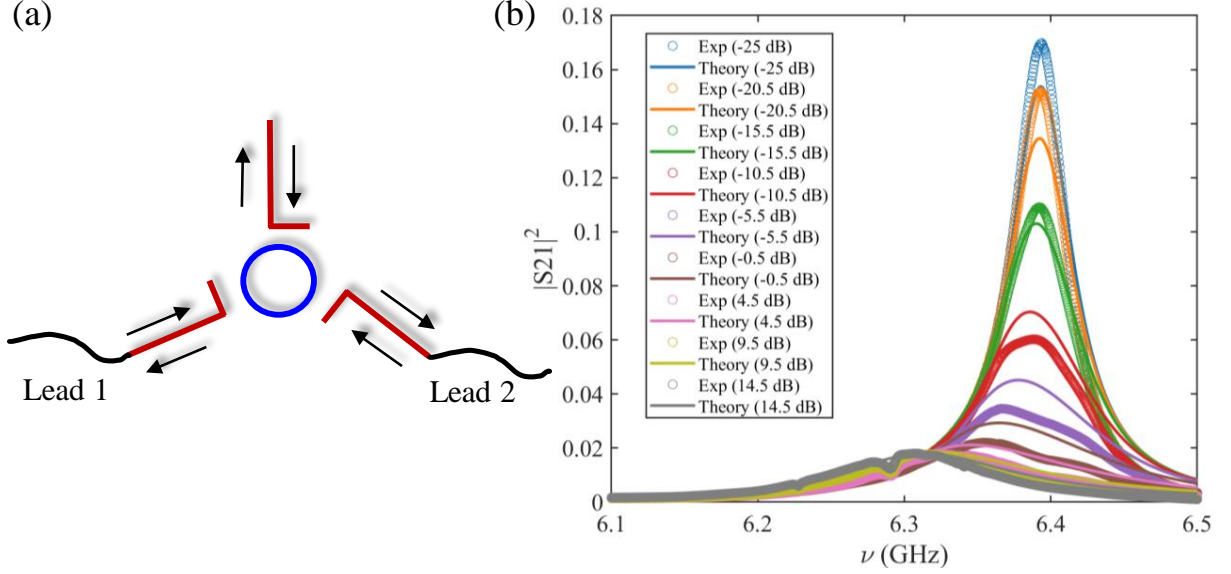 (a)
Lead 1
Lead 2
(b)
|S21|²
0.18
0.16
0.14
0.12
0.1
0.08
0.06
0.04
0.02
0
Exp (-25 dB)
Theory (-25 dB)
Exp (-20.5 dB)
Theory (-20.5 dB)
Exp (-15.5 dB)
Theory (-15.5 dB)
Exp (-10.5 dB)
Theory (-10.5 dB)
Exp (-5.5 dB)
Theory (-5.5 dB)
Exp (-0.5 dB)
Theory (-0.5 dB)
Exp (4.5 dB)
Theory (4.5 dB)
Exp (9.5 dB)
Theory (9.5 dB)
Exp (14.5 dB)
Theory (14.5 dB)
6.1 6.2 6.3 6.4 6.5
ν (GHz)